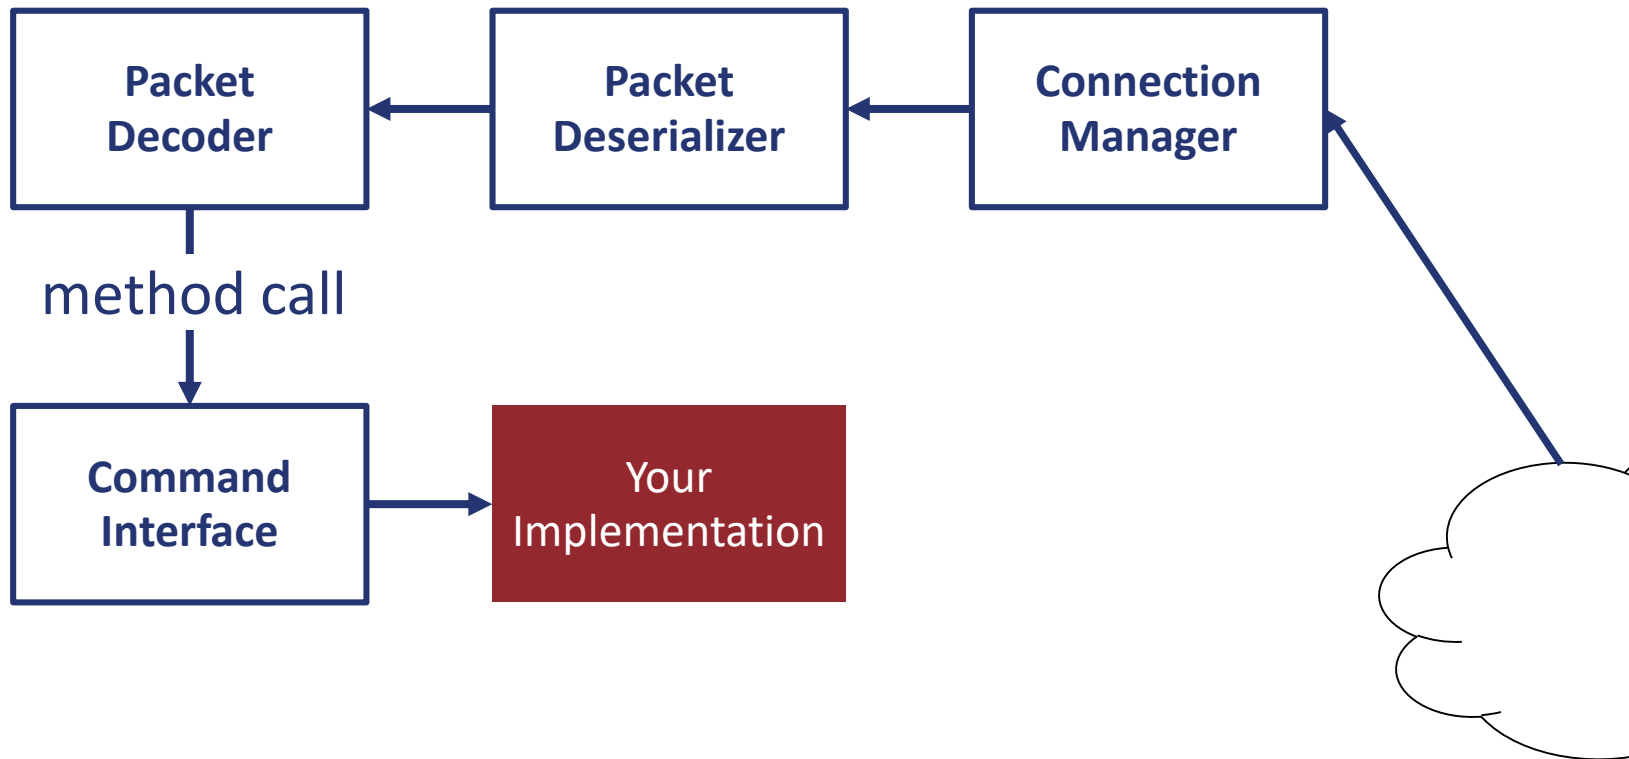 Packet
Decoder
Packet
Deserializer
Connection
Manager
method call
Command
Interface
Your
Implementation